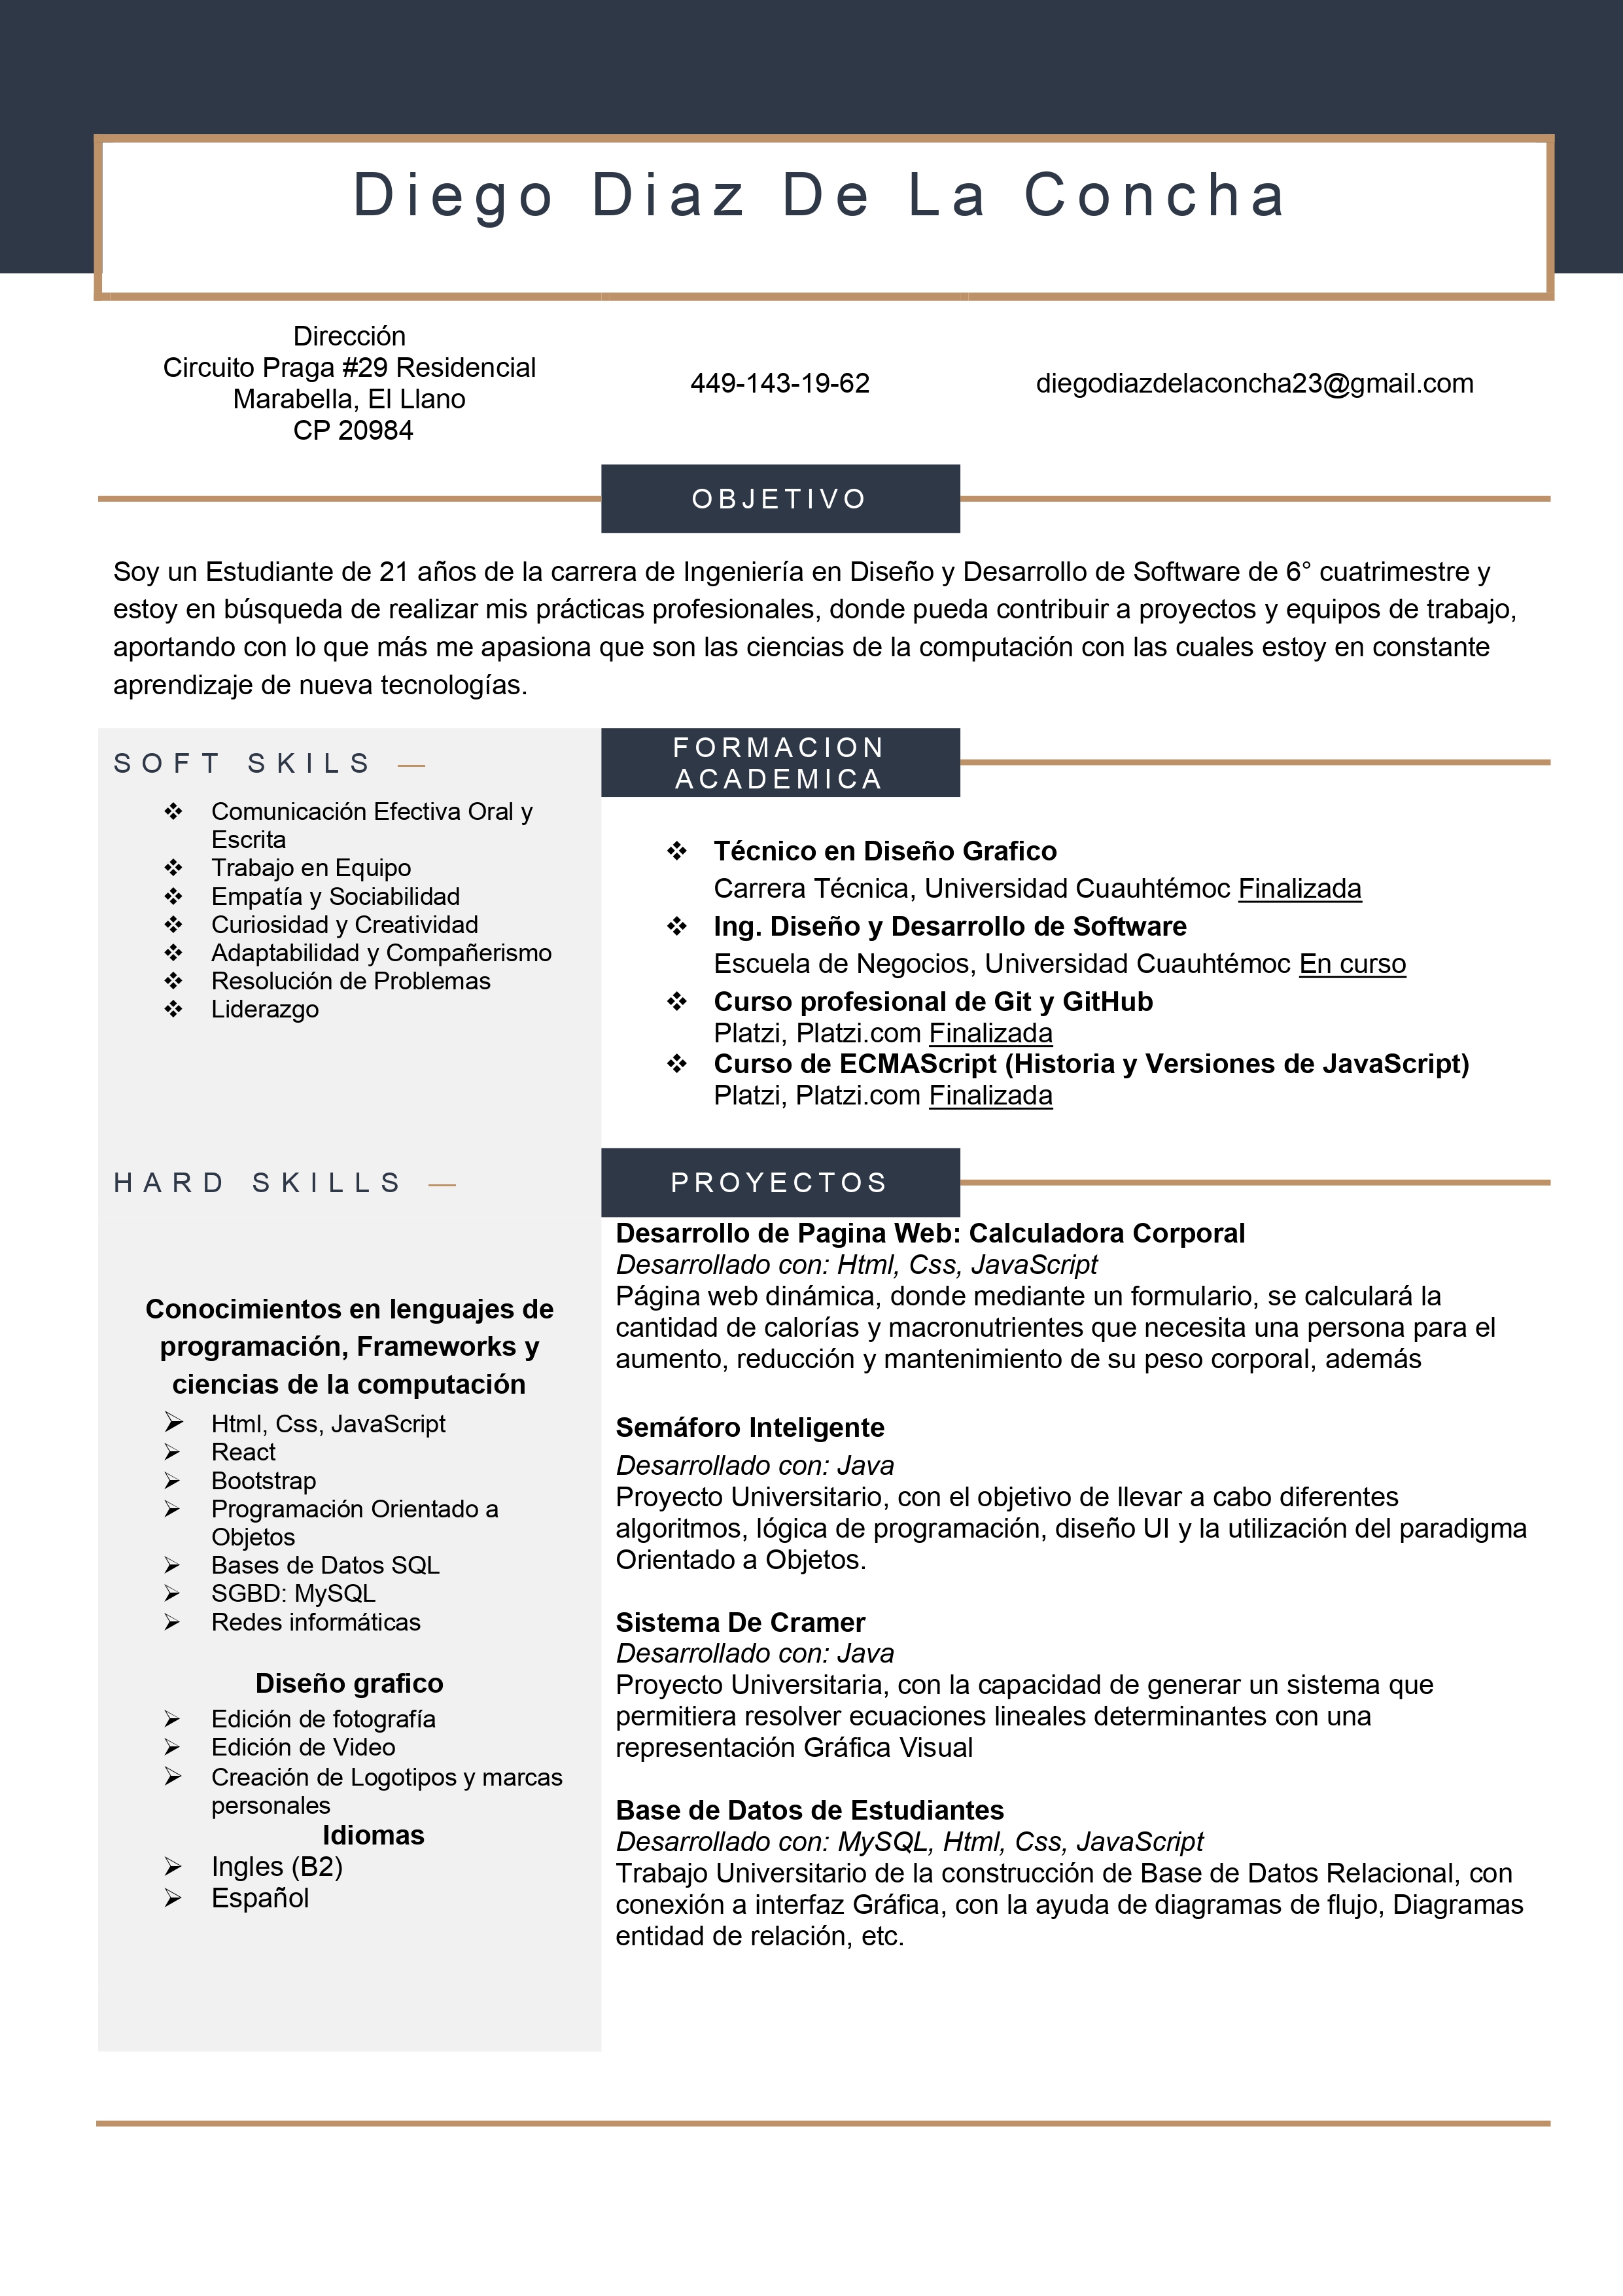 Diego Diaz De La Concha
Dirección
Circuito Praga #29 Residencial
Marabella, El Llano
CP 20984
449-143-19-62
diegodiazdelaconcha23@gmail.com
OBJETIVO
Soy un Estudiante de 21 años de la carrera de Ingeniería en Diseño y Desarrollo de Software de 6° cuatrimestre y
estoy en búsqueda de realizar mis prácticas profesionales, donde pueda contribuir a proyectos y equipos de trabajo,
aportando con lo que más me apasiona que son las ciencias de la computación con las cuales estoy en constante
aprendizaje de nueva tecnologías.
SOFT SKILS —
❖ Comunicación Efectiva Oral y
Escrita
❖ Trabajo en Equipo
❖ Empatía y Sociabilidad
❖ Curiosidad y Creatividad
❖ Adaptabilidad y Compañerismo
❖ Resolución de Problemas
❖ Liderazgo
FORMACION
ACADEMICA
❖ Técnico en Diseño Grafico
Carrera Técnica, Universidad Cuauhtémoc Finalizada
❖ Ing. Diseño y Desarrollo de Software
Escuela de Negocios, Universidad Cuauhtémoc En curso
❖ Curso profesional de Git y GitHub
Platzi, Platzi.com Finalizada
❖ Curso de ECMAScript (Historia y Versiones de JavaScript)
Platzi, Platzi.com Finalizada
HARD SKILLS —
Conocimientos en lenguajes de
programación, Frameworks y
ciencias de la computación
➢ Html, Css, JavaScript
➢ React
➢ Bootstrap
➢ Programación Orientado a
Objetos
➢ Bases de Datos SQL
➢ SGBD: MySQL
➢ Redes informáticas
Diseño grafico
➢ Edición de fotografía
➢ Edición de Video
➢ Creación de Logotipos y marcas
personales
Idiomas
➢ Ingles (B2)
➢ Español
PROYECTOS
Desarrollo de Pagina Web: Calculadora Corporal
Desarrollado con: Html, Css, JavaScript
Página web dinámica, donde mediante un formulario, se calculará la
cantidad de calorías y macronutrientes que necesita una persona para el
aumento, reducción y mantenimiento de su peso corporal, además
Semáforo Inteligente
Desarrollado con: Java
Proyecto Universitario, con el objetivo de llevar a cabo diferentes
algoritmos, lógica de programación, diseño UI y la utilización del paradigma
Orientado a Objetos.
Sistema De Cramer
Desarrollado con: Java
Proyecto Universitaria, con la capacidad de generar un sistema que
permitiera resolver ecuaciones lineales determinantes con una
representación Gráfica Visual
Base de Datos de Estudiantes
Desarrollado con: MySQL, Html, Css, JavaScript
Trabajo Universitario de la construcción de Base de Datos Relacional, con
conexión a interfaz Gráfica, con la ayuda de diagramas de flujo, Diagramas
entidad de relación, etc.